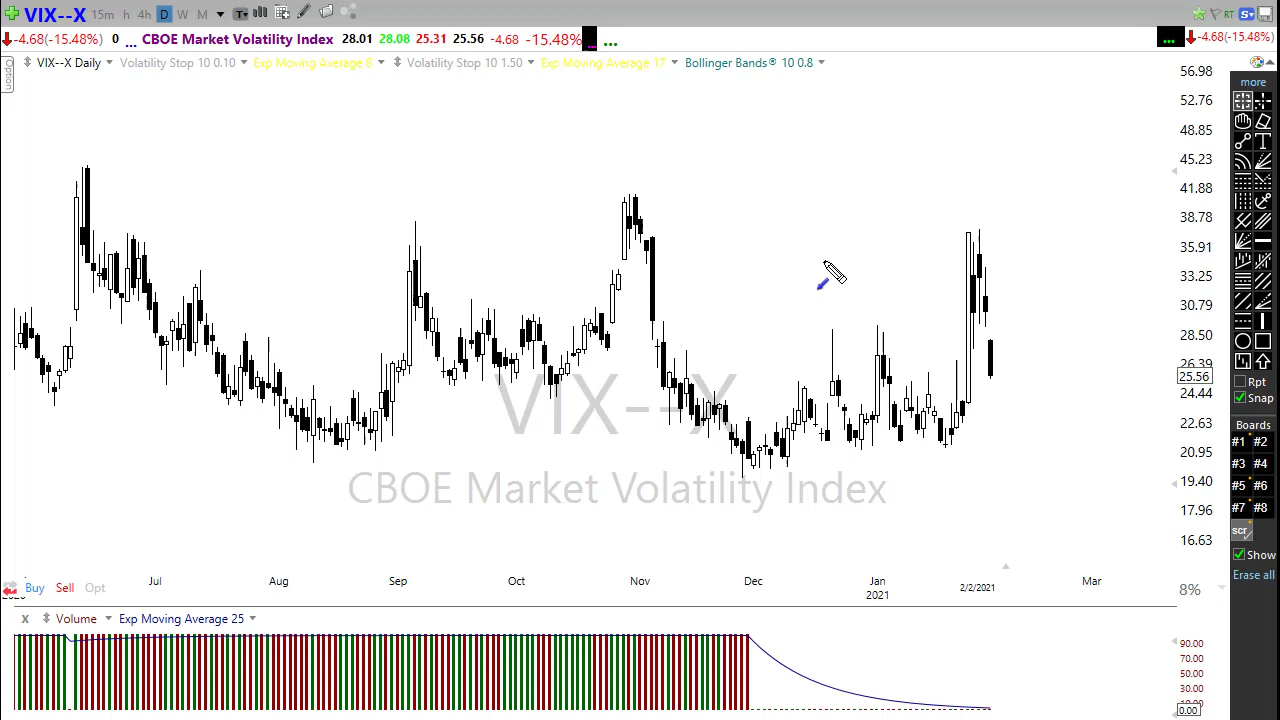 VIX--X 15m h 4h D W M T RT S
-4.68(-15.48%) 0 ... CBOE Market Volatility Index 28.01 28.08 25.31 25.56 -4.68 -15.48% ... ... ... -4.68(-15.48%)
Option
VIX--X Daily Volatility Stop 10 0.10 Exp Moving Average 8 Volatility Stop 10 1.50 Exp Moving Average 17 Bollinger Bands® 10 0.8
56.98
52.76
48.85
45.23
41.88
38.78
35.91
33.25
30.79
28.50
26.39
25.56
24.44
22.63
20.95
19.40
17.96
16.63
VIX--X
CBOE Market Volatility Index
more
T
Rpt
Snap
Boards
#1 #2
#3 #4
#5 #6
#7 #8
scr
Show
Erase all
Buy Sell Opt
Jul Aug Sep Oct Nov Dec Jan Mar
2021 2/2/2021
8%
x Volume Exp Moving Average 25
90.00
70.00
50.00
30.00
0.00